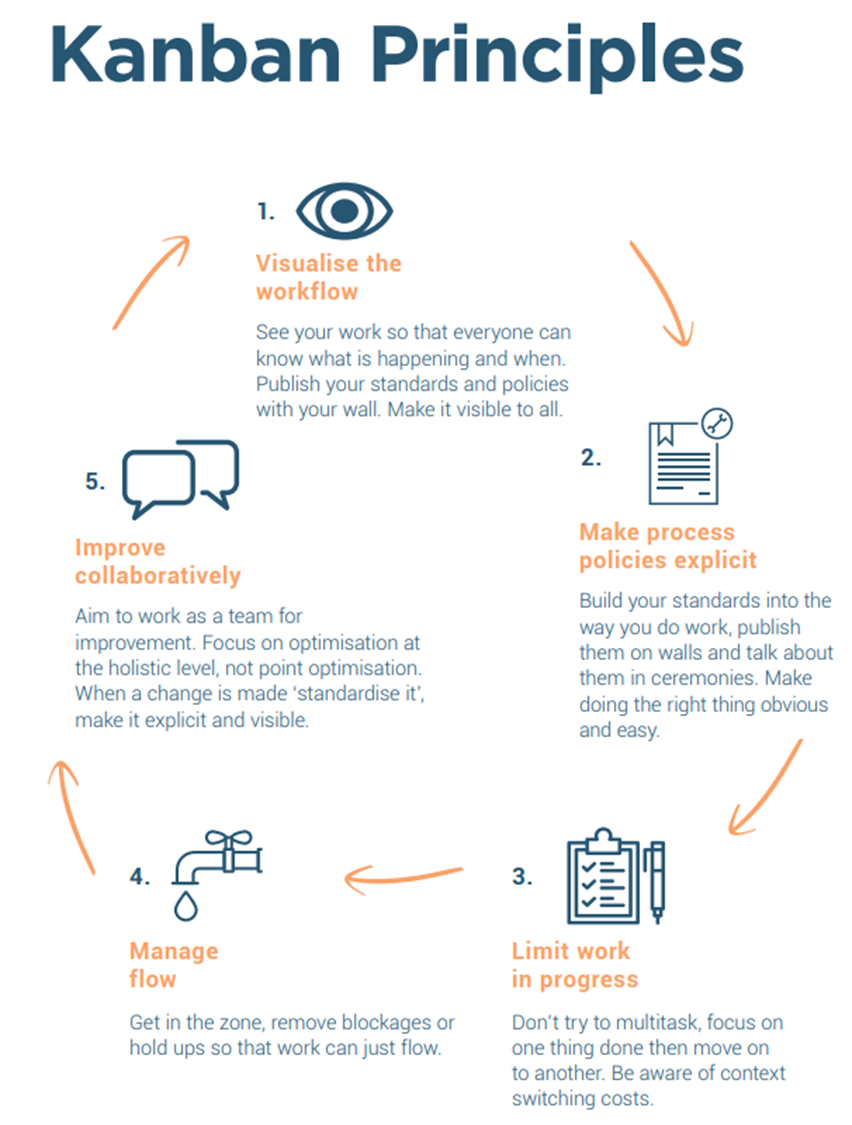 Kanban Principles
1.
Visualise the
workflow
See your work so that everyone can
know what is happening and when.
Publish your standards and policies
with your wall. Make it visible to all.
2.
Make process
policies explicit
Build your standards into the
way you do work, publish
them on walls and talk about
them in ceremonies. Make
doing the right thing obvious
and easy.
3.
Limit work
in progress
Don’t try to multitask, focus on
one thing done then move on
to another. Be aware of context
switching costs.
4.
Manage
flow
Get in the zone, remove blockages or
hold ups so that work can just flow.
5.
Improve
collaboratively
Aim to work as a team for
improvement. Focus on optimisation at
the holistic level, not point optimisation.
When a change is made ‘standardise it’,
make it explicit and visible.